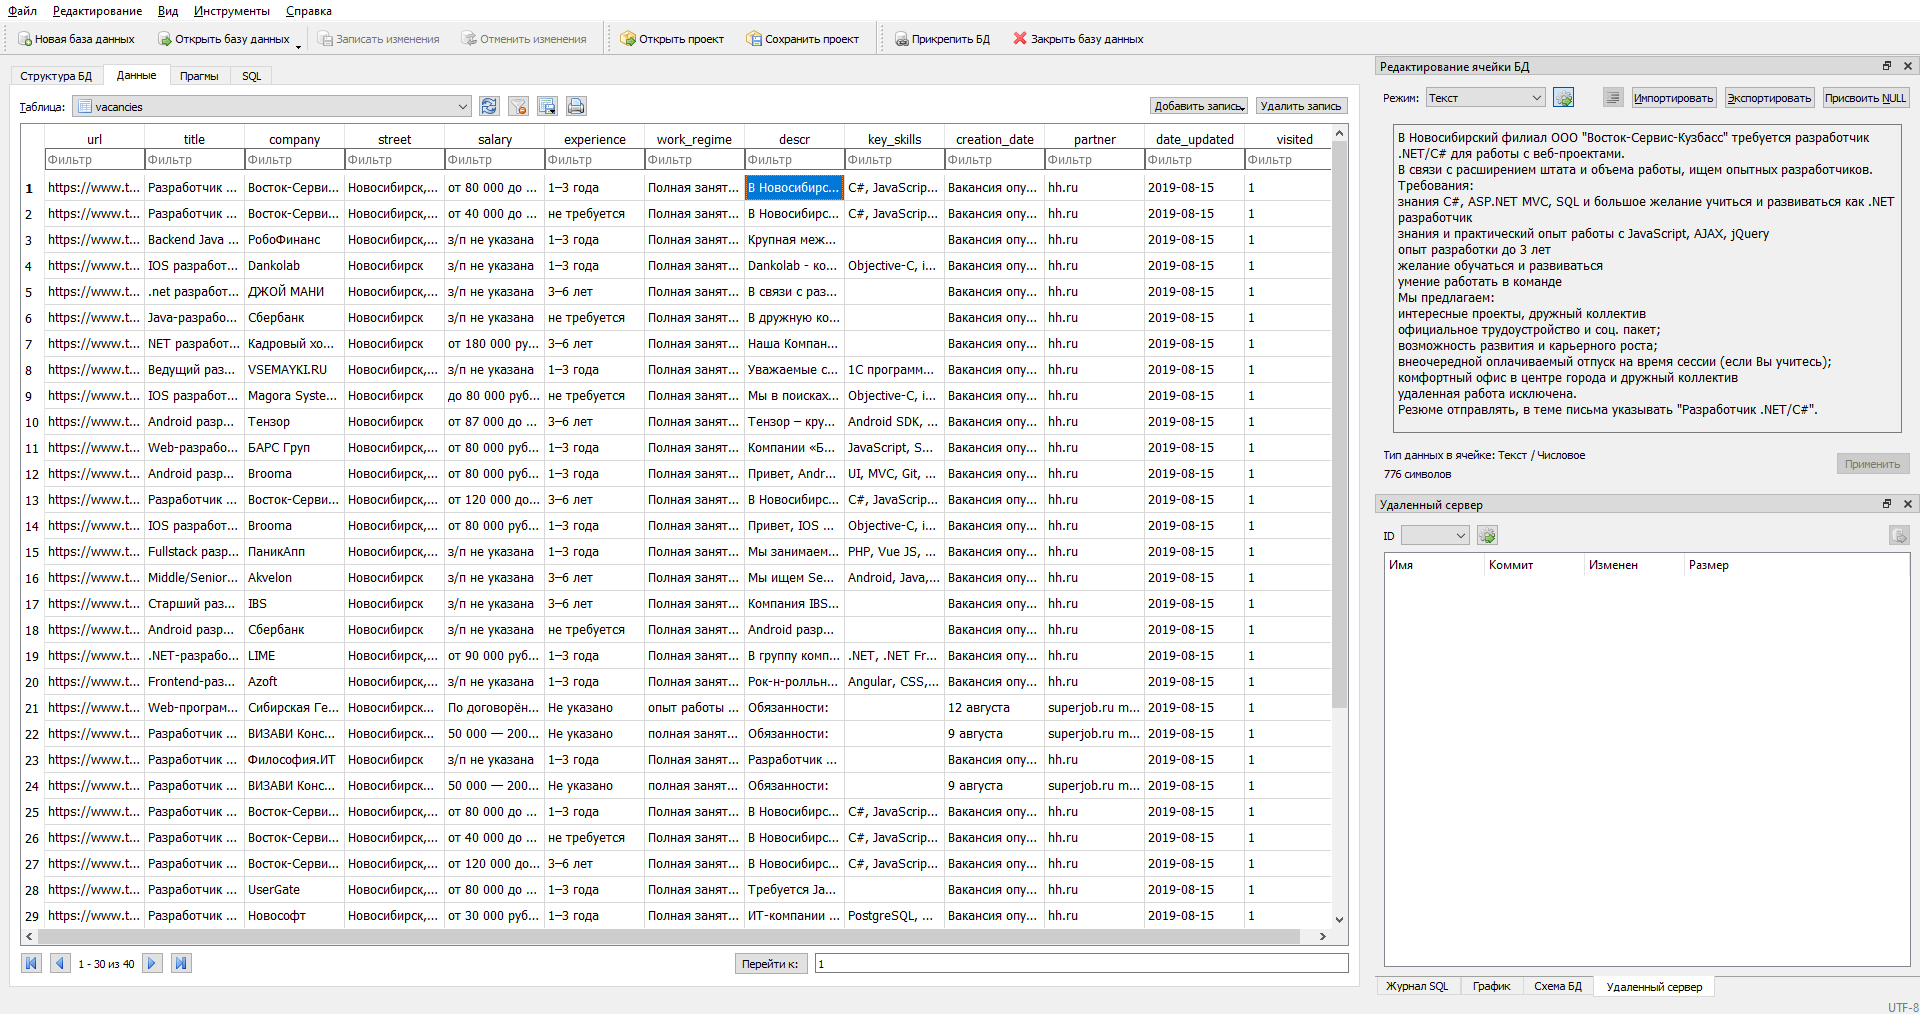 Файл Редактирование Вид Инструменты Справка
Новая база данных Открыть базу данных Записать изменения Отменить изменения Открыть проект Сохранить проект Прикрепить БД Закрыть базу данных
Структура БД Данные Прагмы SQL
Таблица: vacancies Добавить запись Удалить запись
url title company street salary experience work_regime descr key_skills creation_date partner date_updated visited
Фильтр Фильтр Фильтр Фильтр Фильтр Фильтр Фильтр Фильтр Фильтр Фильтр Фильтр Фильтр Фильтр
1 https://www.t... Разработчик ... Восток-Серви... Новосибирск,... от 80 000 до ... 1–3 года Полная занят... В Новосибирс... C#, JavaScrip... Вакансия опу... hh.ru 2019-08-15 1
2 https://www.t... Разработчик ... Восток-Серви... Новосибирск,... от 40 000 до ... не требуется Полная занят... В Новосибирс... C#, JavaScrip... Вакансия опу... hh.ru 2019-08-15 1
3 https://www.t... Backend Java ... РобоФинанс Новосибирск,... з/п не указана 1–3 года Полная занят... Крупная меж... Вакансия опу... hh.ru 2019-08-15 1
4 https://www.t... IOS разработ... Dankolab Новосибирск,... з/п не указана 1–3 года Полная занят... Dankolab - ко... Objective-C, i... Вакансия опу... hh.ru 2019-08-15 1
5 https://www.t... .net разработ... ДЖОЙ МАНИ Новосибирск,... з/п не указана 3–6 лет Полная занят... В связи с раз... Вакансия опу... hh.ru 2019-08-15 1
6 https://www.t... Java-разрабо... Сбербанк Новосибирск з/п не указана не требуется Полная занят... В дружную ко... Вакансия опу... hh.ru 2019-08-15 1
7 https://www.t... NET разработ... Кадровый хо... Новосибирск от 180 000 ру... 3–6 лет Полная занят... Наша Компан... Вакансия опу... hh.ru 2019-08-15 1
8 https://www.t... Ведущий раз... VSEMAYKI.RU Новосибирск з/п не указана 1–3 года Полная занят... Уважаемые с... 1С программ... Вакансия опу... hh.ru 2019-08-15 1
9 https://www.t... IOS разработ... Magora Syste... Новосибирск,... до 80 000 руб... не требуется Полная занят... Мы в поисках... Objective-C, i... Вакансия опу... hh.ru 2019-08-15 1
10 https://www.t... Android разр... Тензор Новосибирск,... от 87 000 до ... 3–6 лет Полная занят... Тензор – кру... Android SDK, ... Вакансия опу... hh.ru 2019-08-15 1
11 https://www.t... Web-разрабо... БАРС Груп Новосибирск,... от 80 000 руб... 1–3 года Полная занят... Компании «Б... JavaScript, S... Вакансия опу... hh.ru 2019-08-15 1
12 https://www.t... Android разр... Brooma Новосибирск,... от 80 000 руб... 1–3 года Полная занят... Привет, Andr... UI, MVC, Git, ... Вакансия опу... hh.ru 2019-08-15 1
13 https://www.t... Разработчик ... Восток-Серви... Новосибирск,... от 120 000 до... 3–6 лет Полная занят... В Новосибирс... C#, JavaScrip... Вакансия опу... hh.ru 2019-08-15 1
14 https://www.t... IOS разработ... Brooma Новосибирск,... от 80 000 руб... 1–3 года Полная занят... Привет, IOS ... Objective-C, i... Вакансия опу... hh.ru 2019-08-15 1
15 https://www.t... Fullstack разр... ПаникАпп Новосибирск,... з/п не указана 1–3 года Полная занят... Мы занимаем... PHP, Vue JS, ... Вакансия опу... hh.ru 2019-08-15 1
16 https://www.t... Middle/Senior... Akvelon Новосибирск з/п не указана 3–6 лет Полная занят... Мы ищем Se... Android, Java,... Вакансия опу... hh.ru 2019-08-15 1
17 https://www.t... Старший раз... IBS Новосибирск з/п не указана 3–6 лет Полная занят... Компания IBS... Вакансия опу... hh.ru 2019-08-15 1
18 https://www.t... Android разр... Сбербанк Новосибирск з/п не указана не требуется Полная занят... Android разр... Вакансия опу... hh.ru 2019-08-15 1
19 https://www.t... .NET-разрабо... LIME Новосибирск,... от 90 000 руб... 1–3 года Полная занят... В группу комп... .NET, .NET Fr... Вакансия опу... hh.ru 2019-08-15 1
20 https://www.t... Frontend-раз... Azoft Новосибирск,... з/п не указана 1–3 года Полная занят... Рок-н-ролльн... Angular, CSS,... Вакансия опу... hh.ru 2019-08-15 1
21 https://www.t... Web-програм... Сибирская Ге... Новосибирск... По договорён... Не указано опыт работы ... Обязанности: 12 августа superjob.ru m... 2019-08-15 1
22 https://www.t... Разработчик ... ВИЗАВИ Конс... Новосибирск... 50 000 — 200... Не указано полная занят... Обязанности: 9 августа superjob.ru m... 2019-08-15 1
23 https://www.t... Разработчик ... Философия.ИТ Новосибирск,... з/п не указана 1–3 года Полная занят... Разработчик ... Вакансия опу... hh.ru 2019-08-15 1
24 https://www.t... Разработчик ... ВИЗАВИ Конс... Новосибирск... 50 000 — 200... Не указано полная занят... Обязанности: 9 августа superjob.ru m... 2019-08-15 1
25 https://www.t... Разработчик ... Восток-Серви... Новосибирск,... от 80 000 до ... 1–3 года Полная занят... В Новосибирс... C#, JavaScrip... Вакансия опу... hh.ru 2019-08-15 1
26 https://www.t... Разработчик ... Восток-Серви... Новосибирск,... от 40 000 до ... не требуется Полная занят... В Новосибирс... C#, JavaScrip... Вакансия опу... hh.ru 2019-08-15 1
27 https://www.t... Разработчик ... Восток-Серви... Новосибирск,... от 120 000 до... 3–6 лет Полная занят... В Новосибирс... C#, JavaScrip... Вакансия опу... hh.ru 2019-08-15 1
28 https://www.t... Разработчик ... UserGate Новосибирск,... от 80 000 до ... 1–3 года Полная занят... Требуется Ja... Вакансия опу... hh.ru 2019-08-15 1
29 https://www.t... Разработчик ... Новософт Новосибирск,... от 30 000 руб... 1–3 года Полная занят... ИТ-компании ... PostgreSQL, ... Вакансия опу... hh.ru 2019-08-15 1
1 - 30 из 40 Перейти к: 1
Редактирование ячейки БД
Режим: Текст Импортировать Экспортировать Присвоить NULL
В Новосибирский филиал ООО "Восток-Сервис-Кузбасс" требуется разработчик
.NET/C# для работы с веб-проектами.
В связи с расширением штата и объема работы, ищем опытных разработчиков.
Требования:
знания C#, ASP.NET MVC, SQL и большое желание учиться и развиваться как .NET
разработчик
знания и практический опыт работы с JavaScript, AJAX, jQuery
опыт разработки до 3 лет
желание обучаться и развиваться
умение работать в команде
Мы предлагаем:
интересные проекты, дружный коллектив
официальное трудоустройство и соц. пакет;
возможность развития и карьерного роста;
внеочередной оплачиваемый отпуск на время сессии (если Вы учитесь);
комфортный офис в центре города и дружный коллектив
удаленная работа исключена.
Резюме отправлять, в теме письма указывать "Разработчик .NET/C#".
Тип данных в ячейке: Текст / Числовое
776 символов
Применить
Удаленный сервер
ID
Имя Коммит Изменен Размер
Журнал SQL График Схема БД Удаленный сервер
UTF-8